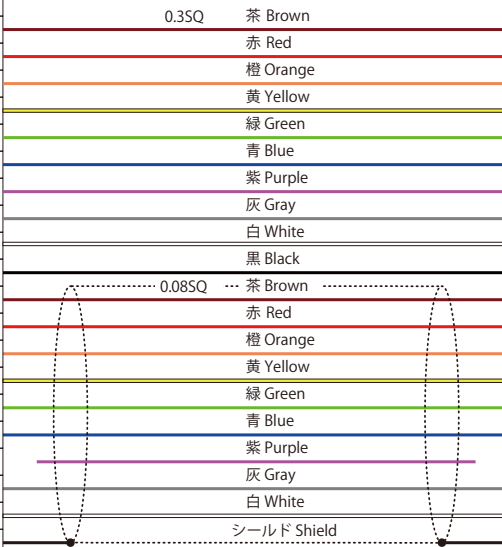 0.3SQ 茶 Brown
赤 Red
橙 Orange
黄 Yellow
緑 Green
青 Blue
紫 Purple
灰 Gray
白 White
黒 Black
0.08SQ 茶 Brown
赤 Red
橙 Orange
黄 Yellow
緑 Green
青 Blue
紫 Purple
灰 Gray
白 White
シールド Shield